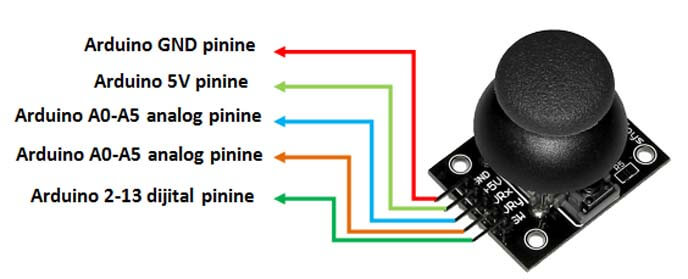 Arduino GND pinine
Arduino 5V pinine
Arduino A0-A5 analog pinine
Arduino A0-A5 analog pinine
Arduino 2-13 dijital pinine
GND
+5V
VRx
VRy
SW